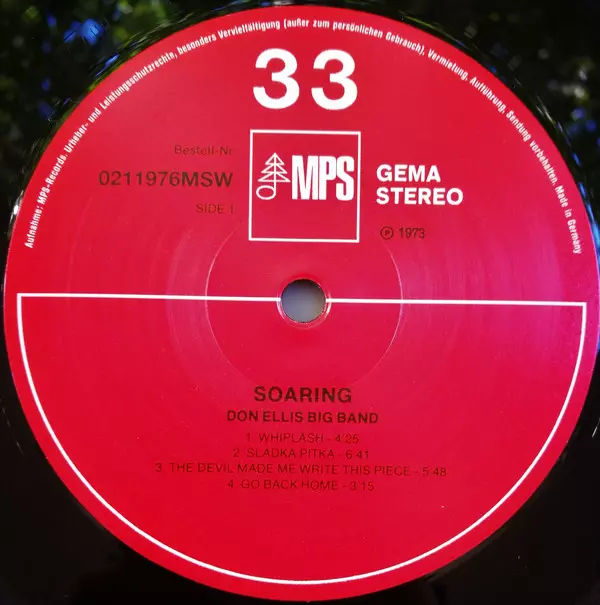 Aufnahme: MPS-Records. Urheber- und Leistungsschutzrechte, besonders Vervielfältigung (außer zum persönlichen Gebrauch), Vermietung, Aufführung, Sendung vorbehalten. Made in Germany
33
Bestell-Nr
0211976MSW
SIDE 1
MPS
GEMA
STEREO
℗ 1973
SOARING
DON ELLIS BIG BAND
1. WHIPLASH - 4:25
2. SLADKA PITKA - 6:41
3. THE DEVIL MADE ME WRITE THIS PIECE - 5:48
4. GO BACK HOME - 3:15